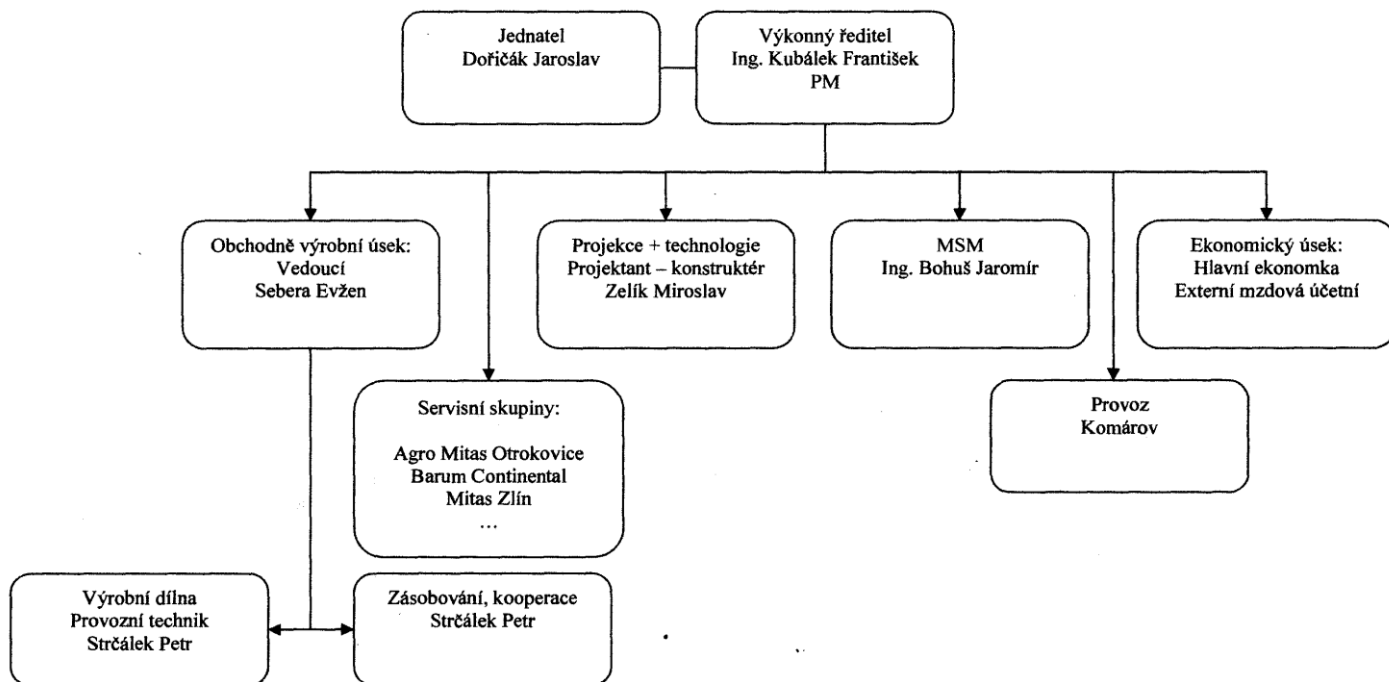 Jednatel
Dořičák Jaroslav
Výkonný ředitel
Ing. Kubálek František
PM
Obchodně výrobní úsek:
Vedoucí
Sebera Evžen
Projekce + technologie
Projektant – konstruktér
Zelík Miroslav
MSM
Ing. Bohuš Jaromír
Ekonomický úsek:
Hlavní ekonomka
Externí mzdová účetní
Servisní skupiny:
Agro Mitas Otrokovice
Barum Continental
Mitas Zlín
…
Provoz
Komárov
Výrobní dílna
Provozní technik
Strčálek Petr
Zásobování, kooperace
Strčálek Petr